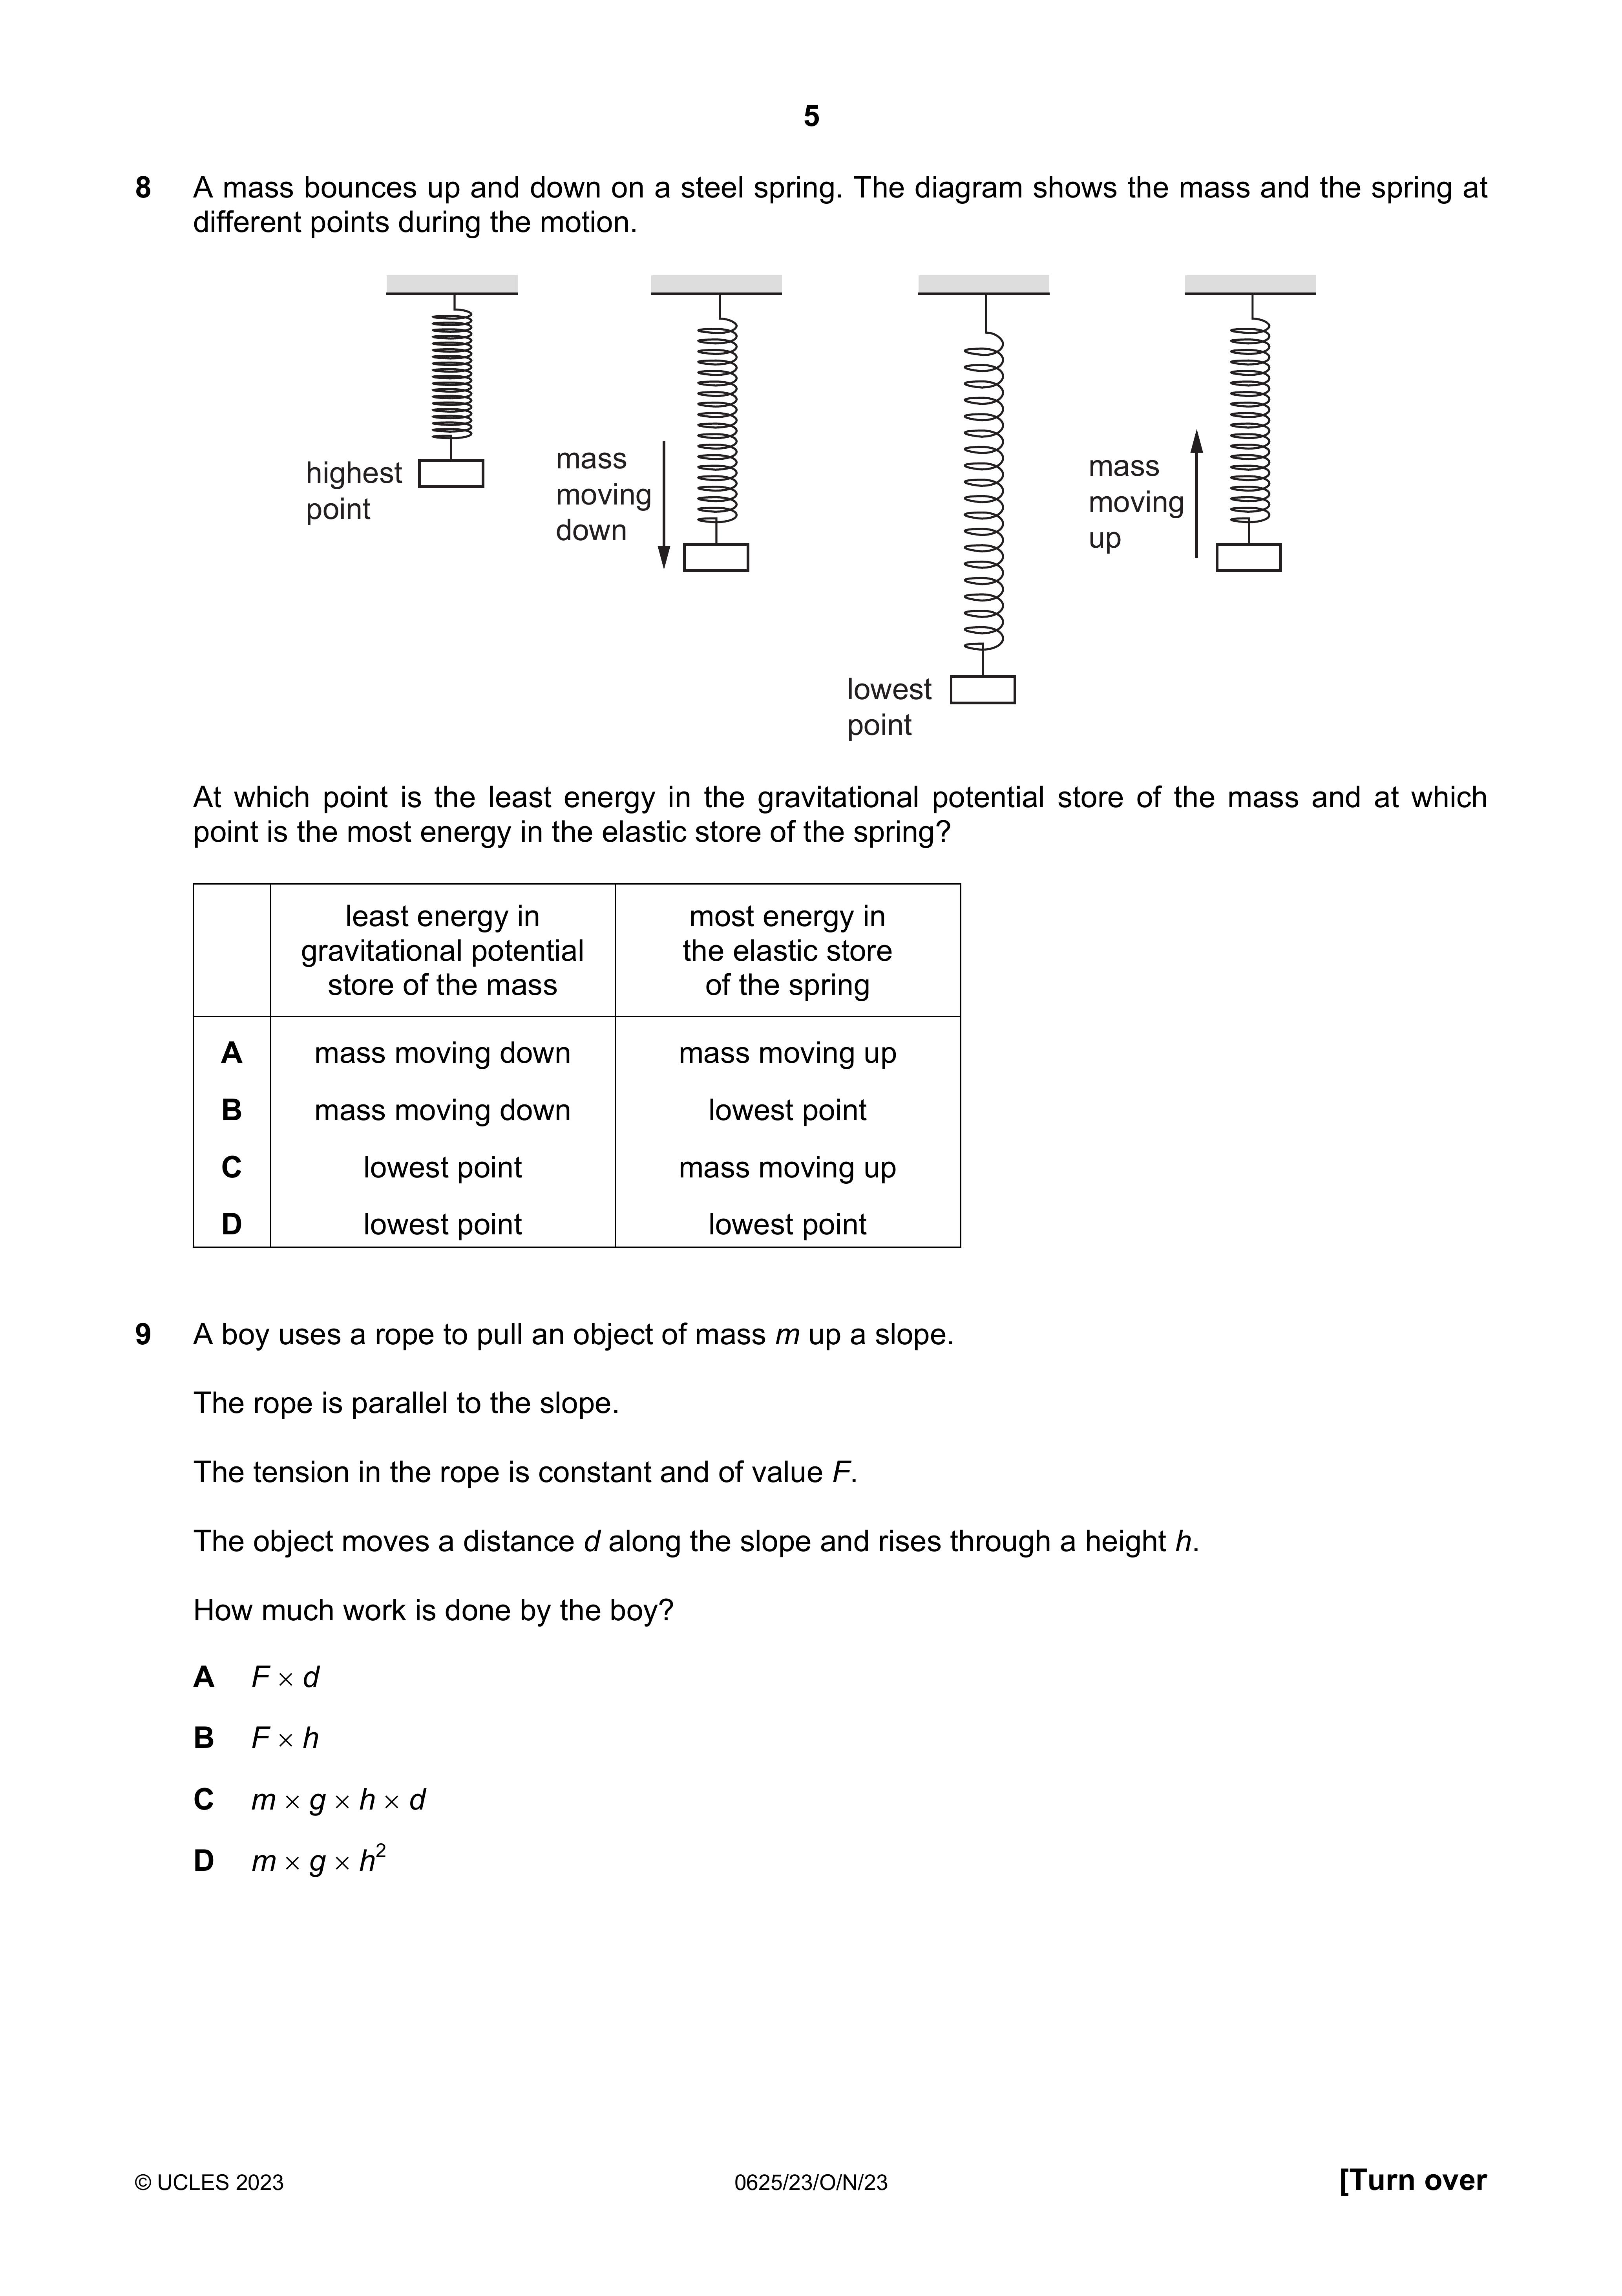 5
8 A mass bounces up and down on a steel spring. The diagram shows the mass and the spring at
different points during the motion.
highest
point
mass
moving
down
lowest
point
mass
moving
up
At which point is the least energy in the gravitational potential store of the mass and at which
point is the most energy in the elastic store of the spring?
least energy in
gravitational potential
store of the mass
most energy in
the elastic store
of the spring
A mass moving down mass moving up
B mass moving down lowest point
C lowest point mass moving up
D lowest point lowest point
9 A boy uses a rope to pull an object of mass m up a slope.
The rope is parallel to the slope.
The tension in the rope is constant and of value F.
The object moves a distance d along the slope and rises through a height h.
How much work is done by the boy?
A F × d
B F × h
C m × g × h × d
D m × g × h²
© UCLES 2023 0625/23/O/N/23 [Turn over